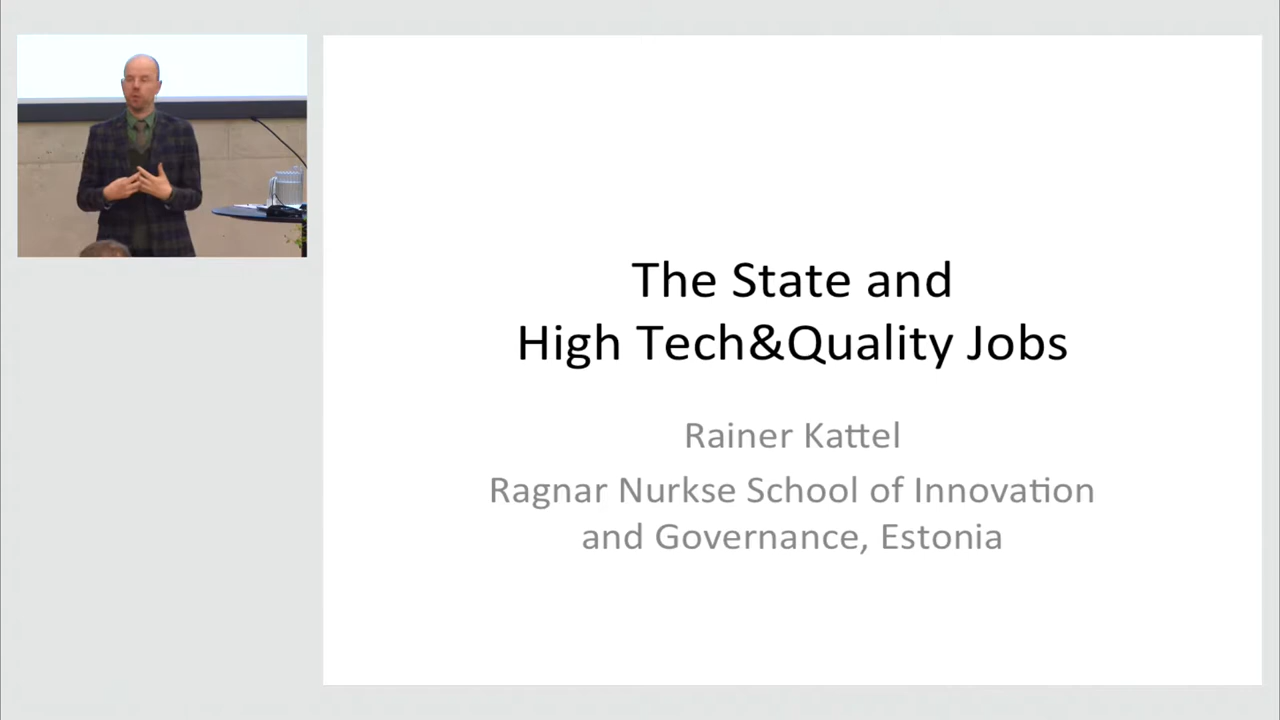 The State and
High Tech&Quality Jobs
Rainer Kattel
Ragnar Nurkse School of Innovation
and Governance, Estonia